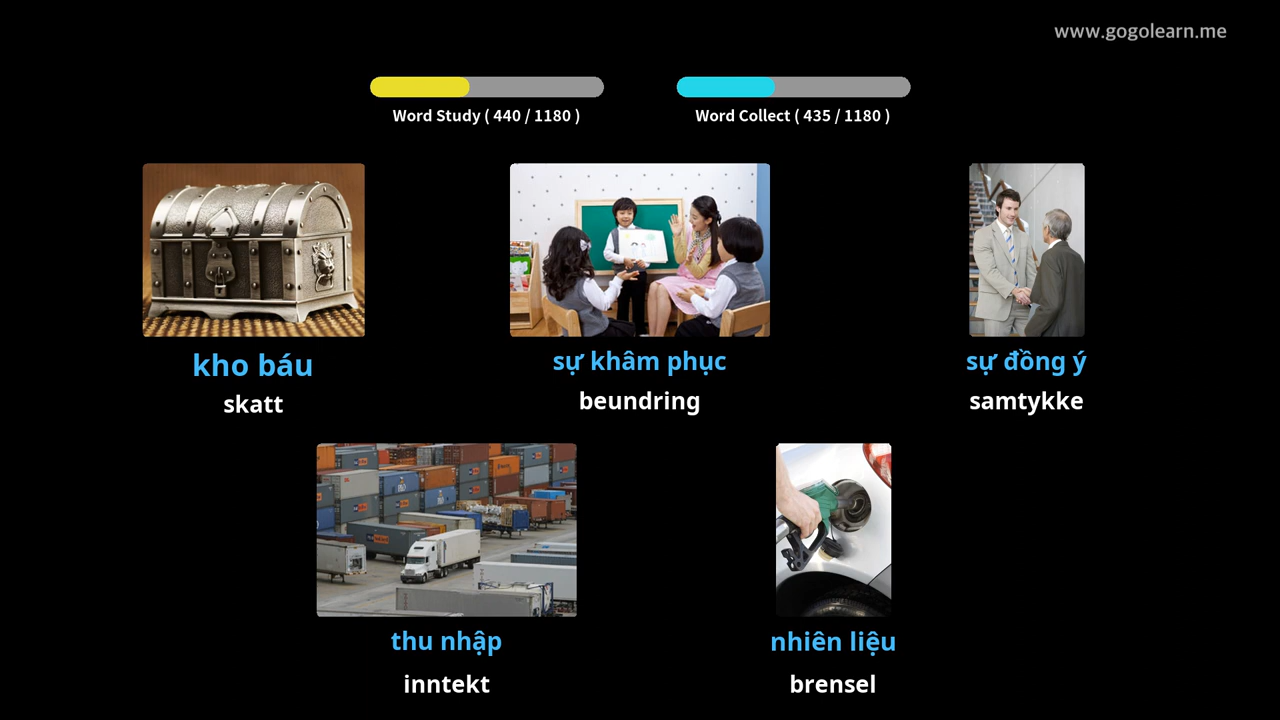 www.gogolearn.me
Word Study ( 440 / 1180 )
Word Collect ( 435 / 1180 )
kho báu
skatt
sự khâm phục
beundring
sự đồng ý
samtykke
thu nhập
inntekt
nhiên liệu
brensel